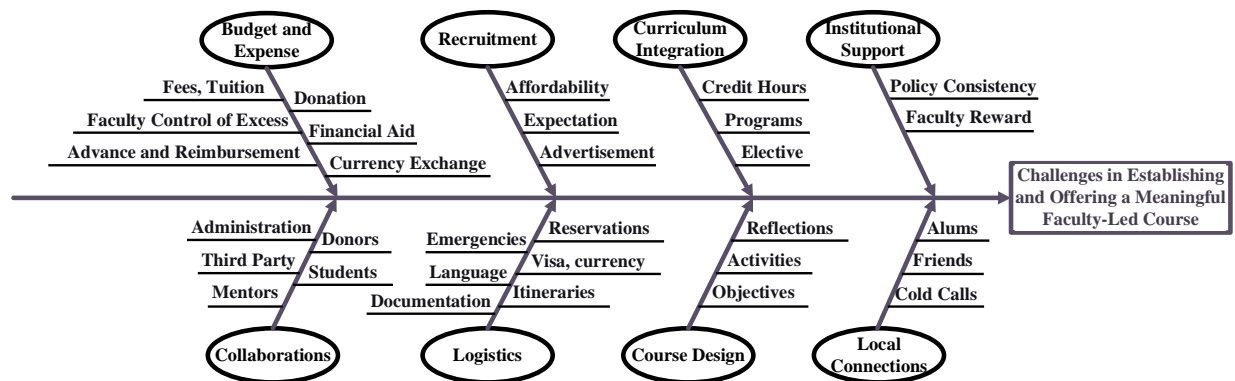 Budget and
Expense
Recruitment
Curriculum
Integration
Institutional
Support
Fees, Tuition
Donation
Faculty Control of Excess
Financial Aid
Advance and Reimbursement
Currency Exchange
Affordability
Expectation
Advertisement
Credit Hours
Programs
Elective
Policy Consistency
Faculty Reward
Challenges in Establishing
and Offering a Meaningful
Faculty-Led Course
Administration
Donors
Third Party
Students
Mentors
Emergencies
Reservations
Language
Visa, currency
Documentation
Itineraries
Reflections
Activities
Objectives
Alums
Friends
Cold Calls
Collaborations
Logistics
Course Design
Local
Connections